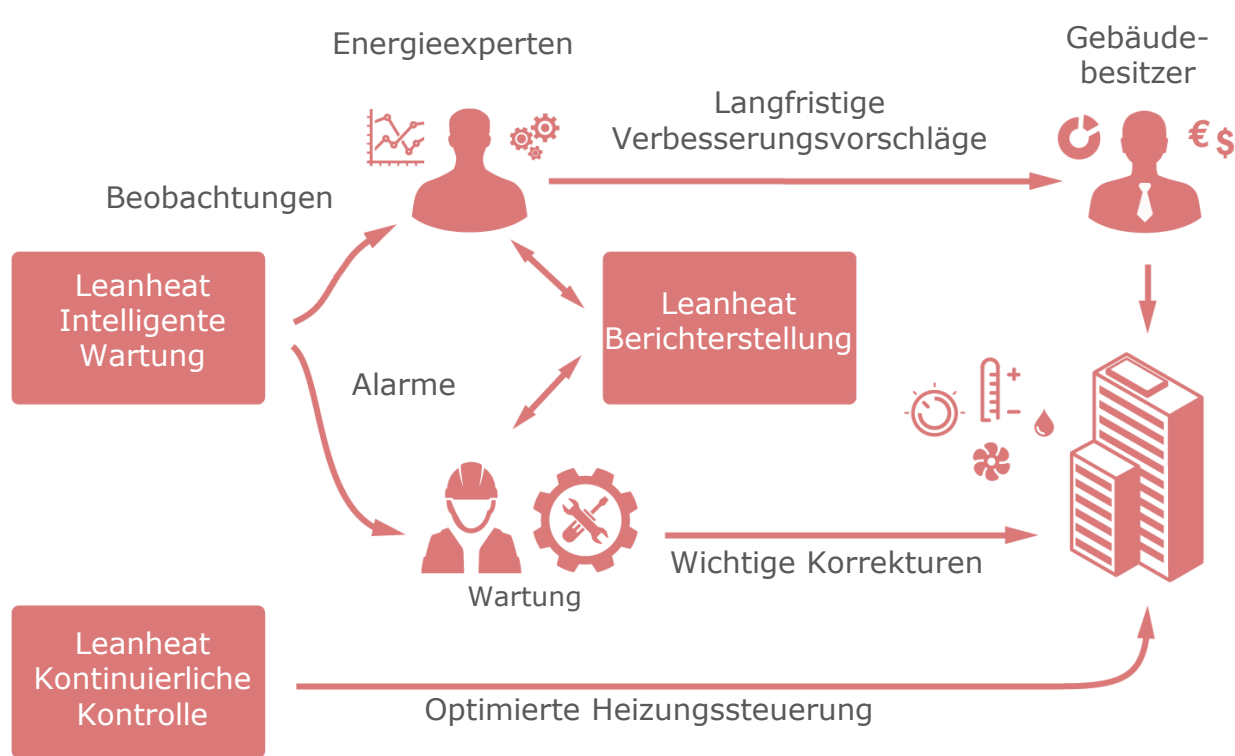 Energieexperten
Gebäude-
besitzer
Langfristige
Verbesserungsvorschläge
€ $
Beobachtungen
Leanheat
Intelligente
Wartung
Leanheat
Berichterstellung
Alarme
+
−
Wichtige Korrekturen
Wartung
Leanheat
Kontinuierliche
Kontrolle
Optimierte Heizungssteuerung